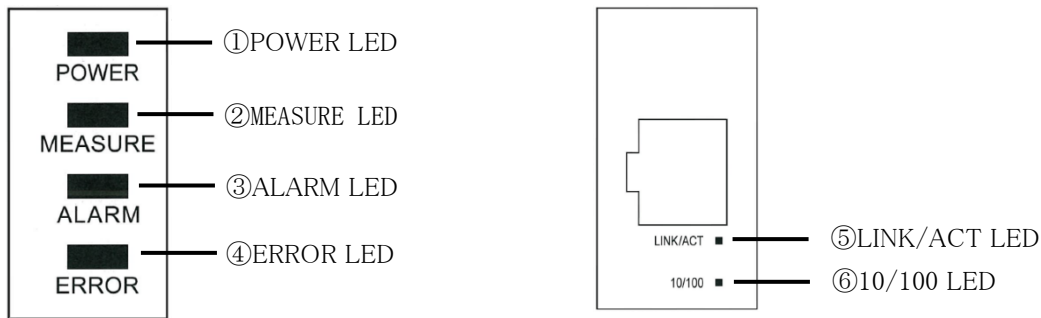 ①POWER LED
POWER
②MEASURE LED
MEASURE
③ALARM LED
ALARM
④ERROR LED
ERROR
LINK/ACT
⑤LINK/ACT LED
10/100
⑥10/100 LED